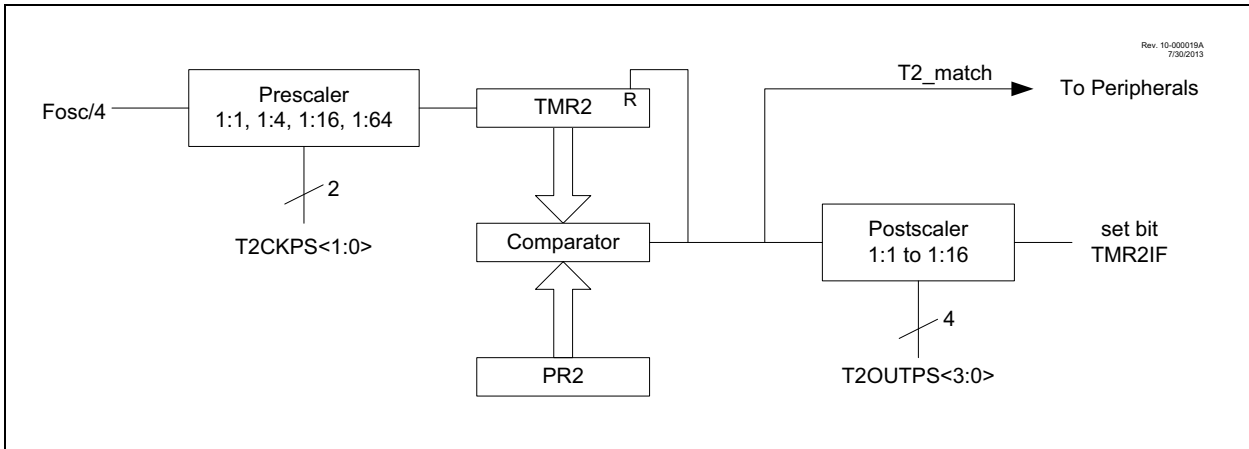 Rev. 10-000019A
7/30/2013
T2_match
To Peripherals
Fosc/4
Prescaler
1:1, 1:4, 1:16, 1:64
TMR2
R
2
T2CKPS<1:0>
Comparator
Postscaler
1:1 to 1:16
set bit
TMR2IF
4
T2OUTPS<3:0>
PR2